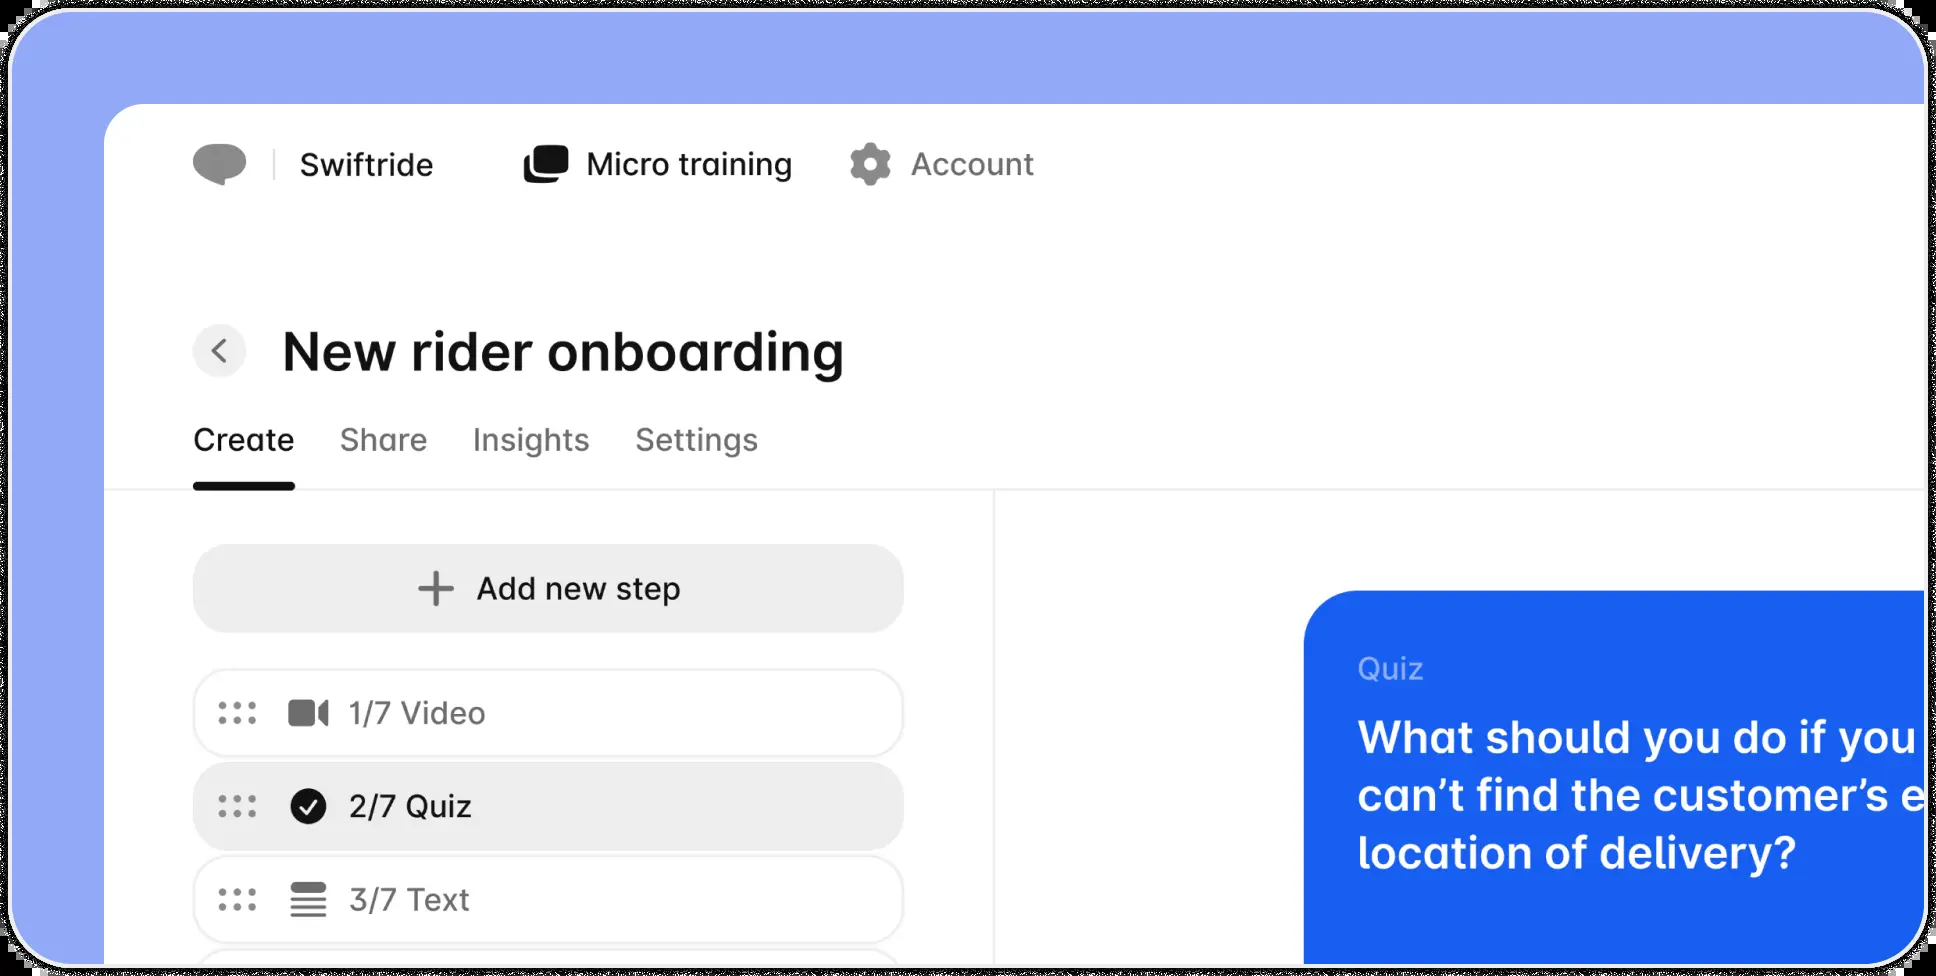 Swiftride
Micro training
Account
New rider onboarding
Create
Share
Insights
Settings
Add new step
1/7 Video
2/7 Quiz
3/7 Text
Quiz
What should you do if you
can’t find the customer’s
location of delivery?